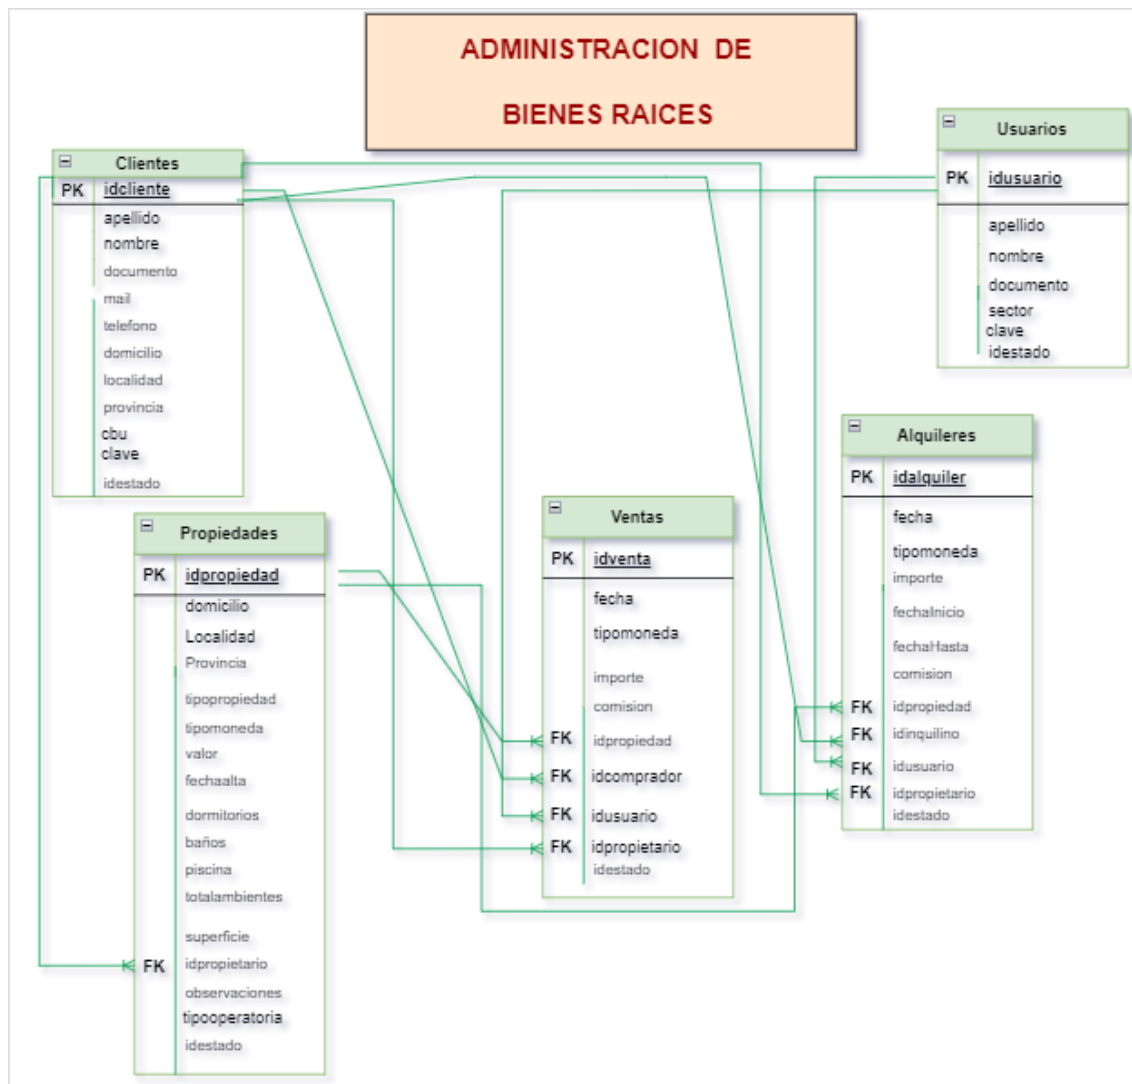 ADMINISTRACION DE
BIENES RAICES
Clientes
PK idcliente
apellido
nombre
documento
mail
telefono
domicilio
localidad
provincia
cbu
clave
idestado
Usuarios
PK idusuario
apellido
nombre
documento
sector
clave
idestado
Propiedades
PK idpropiedad
domicilio
Localidad
Provincia
tipopropiedad
tipomoneda
valor
fechaalta
dormitorios
baños
piscina
totalambientes
superficie
FK idpropietario
observaciones
tipooperatoria
idestado
Ventas
PK idventa
fecha
tipomoneda
importe
comision
FK idpropiedad
FK idcomprador
FK idusuario
FK idpropietario
idestado
Alquileres
PK idalquiler
fecha
tipomoneda
importe
fechaInicio
fechaHasta
comision
FK idpropiedad
FK idinquilino
FK idusuario
FK idpropietario
idestado